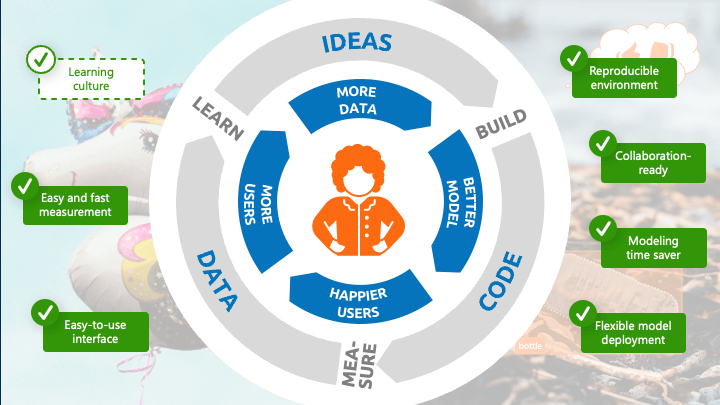 IDEAS
Learning
culture
Reproducible
environment
MORE
DATA
LEARN
BUILD
Collaboration-
ready
Easy and fast
measurement
MORE
USERS
BETTER
MODEL
Modeling
time saver
DATA
CODE
HAPPIER
USERS
Easy-to-use
interface
Flexible model
deployment
MEA-
SURE
bottle